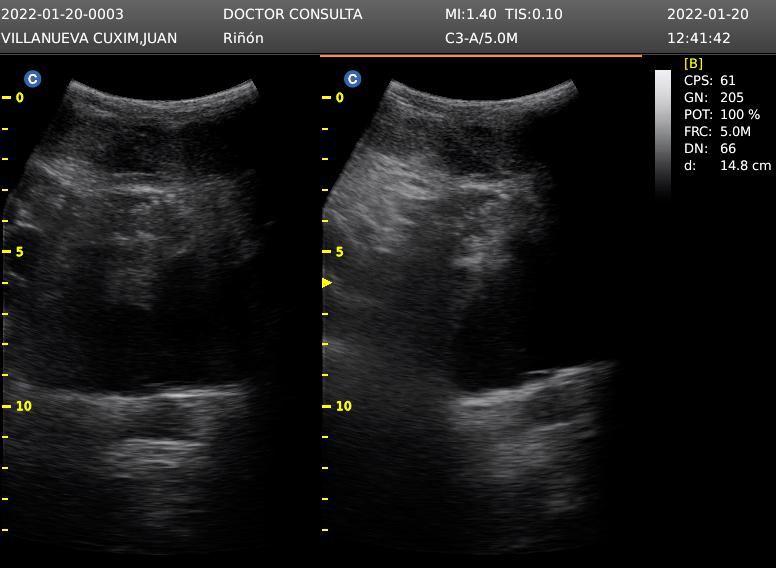 2022-01-20-0003 DOCTOR CONSULTA MI:1.40 TIS:0.10 2022-01-20
VILLANUEVA CUXIM,JUAN Riñón C3-A/5.0M 12:41:42
[B]
CPS: 61
GN: 205
POT: 100 %
FRC: 5.0M
DN: 66
d: 14.8 cm
C C
0 0
5 5
10 10